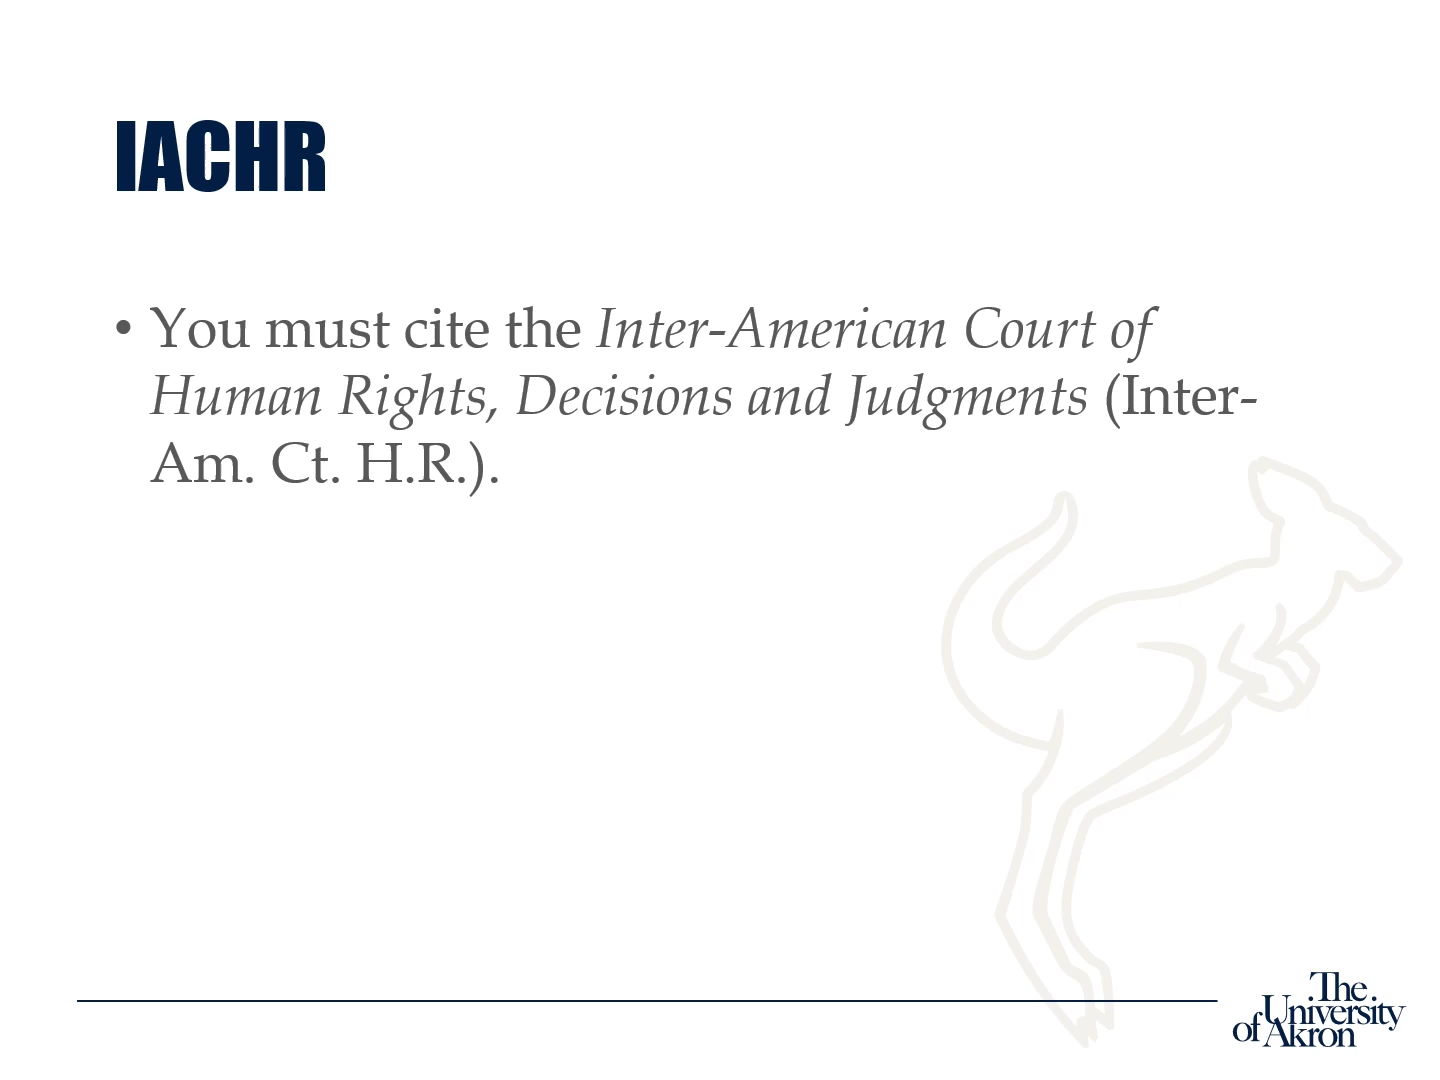 IACHR
• You must cite the Inter-American Court of
Human Rights, Decisions and Judgments (Inter-
Am. Ct. H.R.).
The
University
of Akron